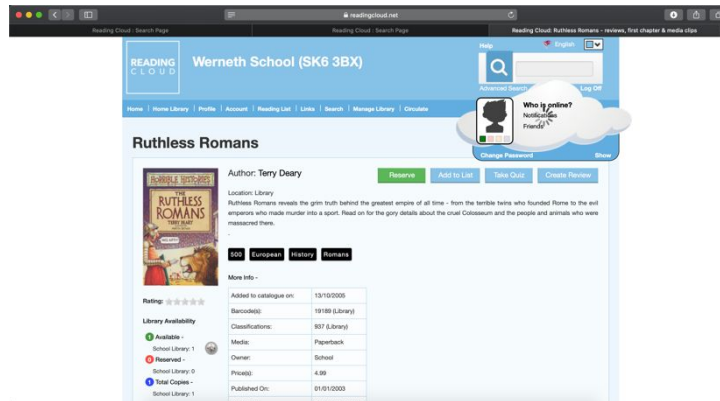 readingcloud.net
Reading Cloud : Search Page
Reading Cloud : Search Page
Reading Cloud: Ruthless Romans - reviews, first chapter & media clips
READING
CLOUD
Werneth School (SK6 3BX)
Help
English
Advanced Search
Log Off
Home | Home Library | Profile | Account | Reading List | Links | Search | Manage Library | Circulate
Who is online?
Notifications
Friends
Change Password
Show
Ruthless Romans
HORRIBLE HISTORIES
THE
RUTHLESS
ROMANS
TERRY DEARY
Author: Terry Deary
Reserve
Add to List
Take Quiz
Create Review
Location: Library
Ruthless Romans reveals the grim truth behind the greatest empire of all time - from the terrible twins who founded Rome to the evil
emperors who made murder into a sport. Read on for the gory details about the cruel Colosseum and the people and animals who were
massacred there.
.
500 European History Romans
More Info -
Rating:
Library Availability
1 Available -
School Library: 1
0 Reserved -
School Library: 0
1 Total Copies -
School Library: 1
Added to catalogue on: 13/10/2005
Barcode(s): 19189 (Library)
Classifications: 937 (Library)
Media: Paperback
Owner: School
Price(s): 4.99
Published On: 01/01/2003